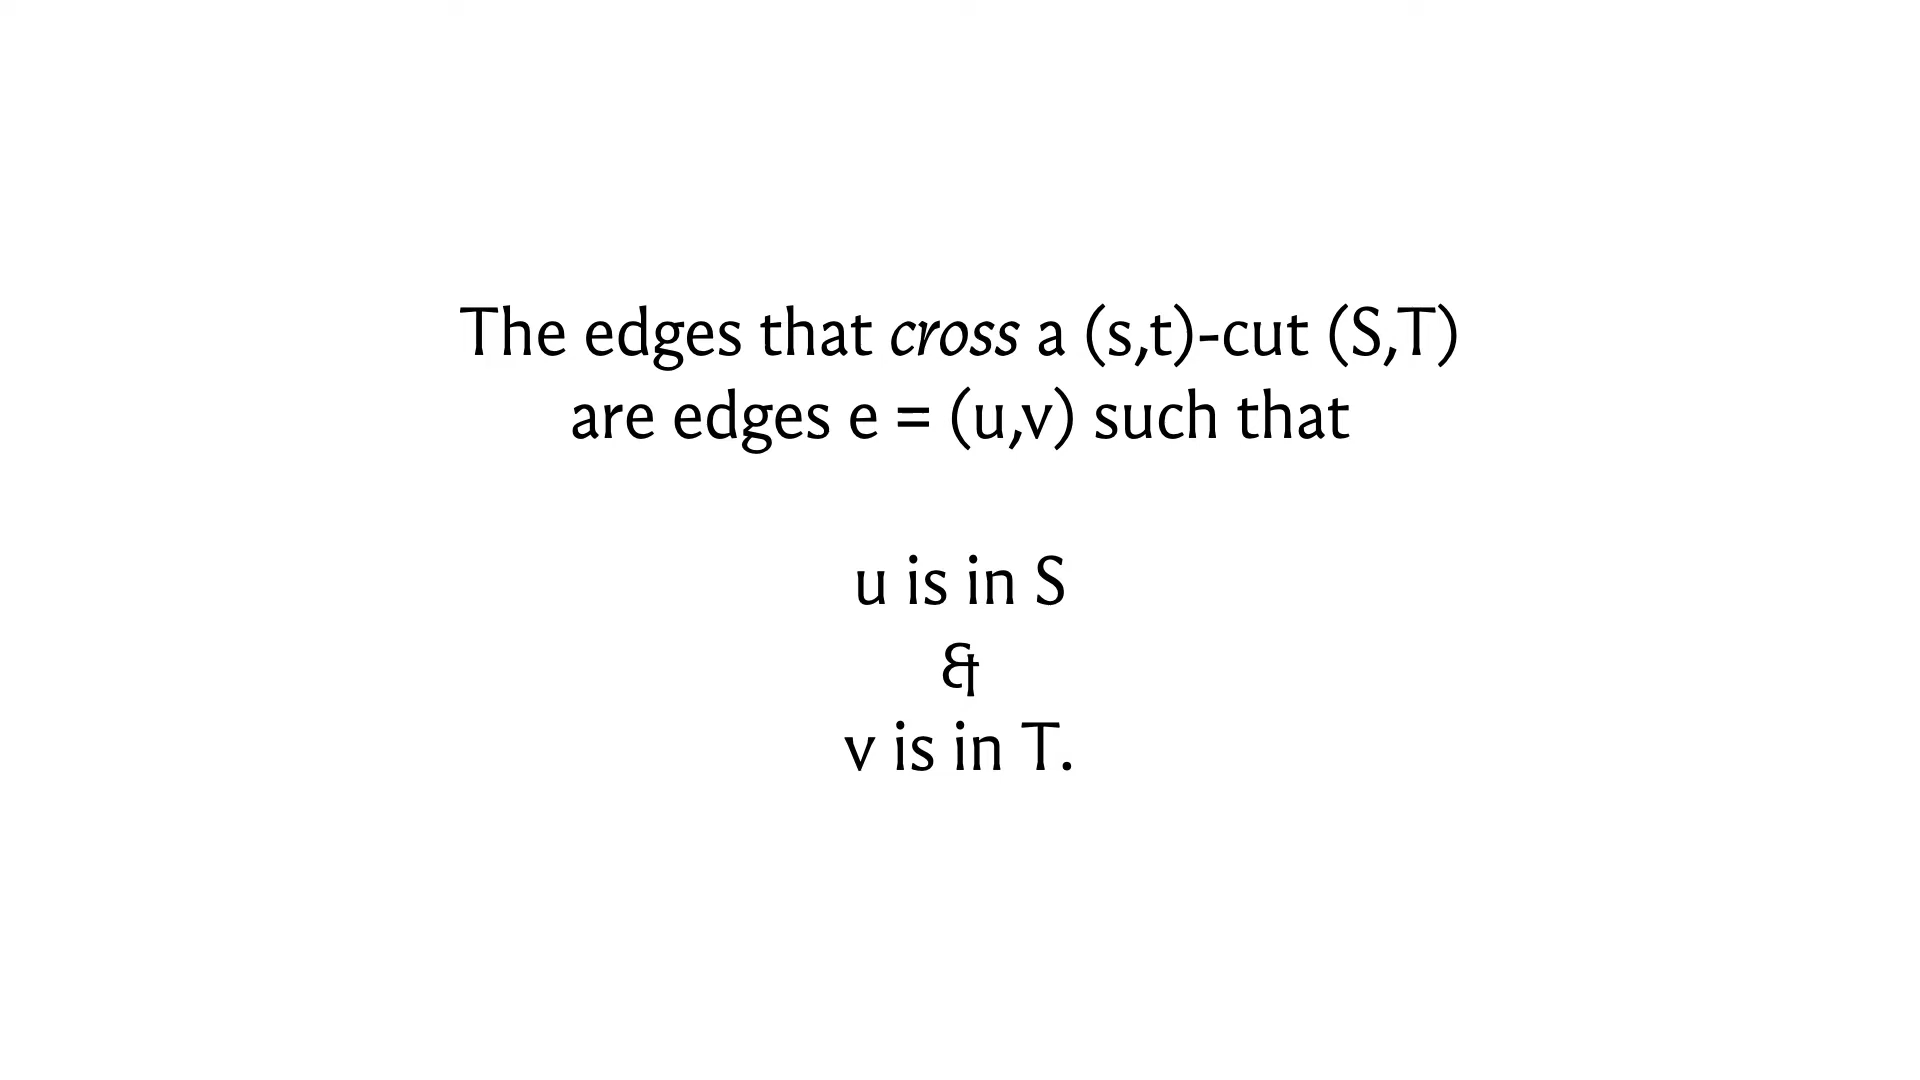 The edges that cross a (s,t)-cut (S,T)
are edges e = (u,v) such that
u is in S
&
v is in T.